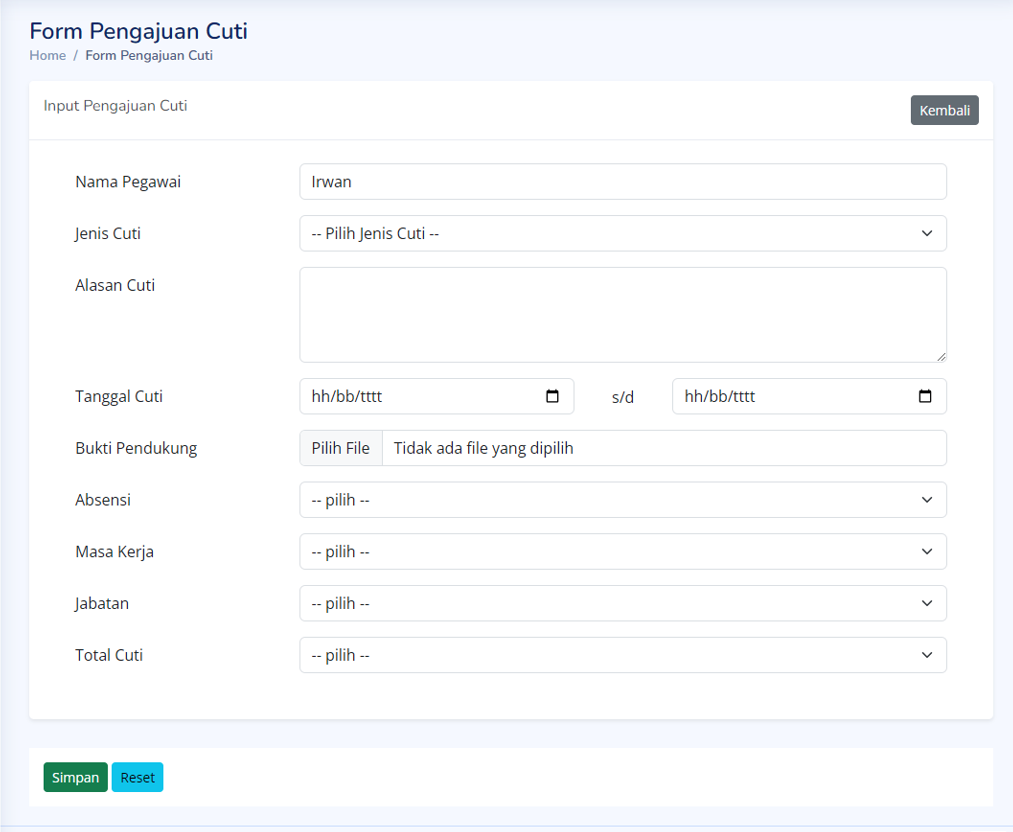 Form Pengajuan Cuti
Home / Form Pengajuan Cuti
Input Pengajuan Cuti
Kembali
Nama Pegawai Irwan
Jenis Cuti -- Pilih Jenis Cuti --
Alasan Cuti
Tanggal Cuti hh/bb/tttt s/d hh/bb/tttt
Bukti Pendukung Pilih File Tidak ada file yang dipilih
Absensi -- pilih --
Masa Kerja -- pilih --
Jabatan -- pilih --
Total Cuti -- pilih --
Simpan Reset